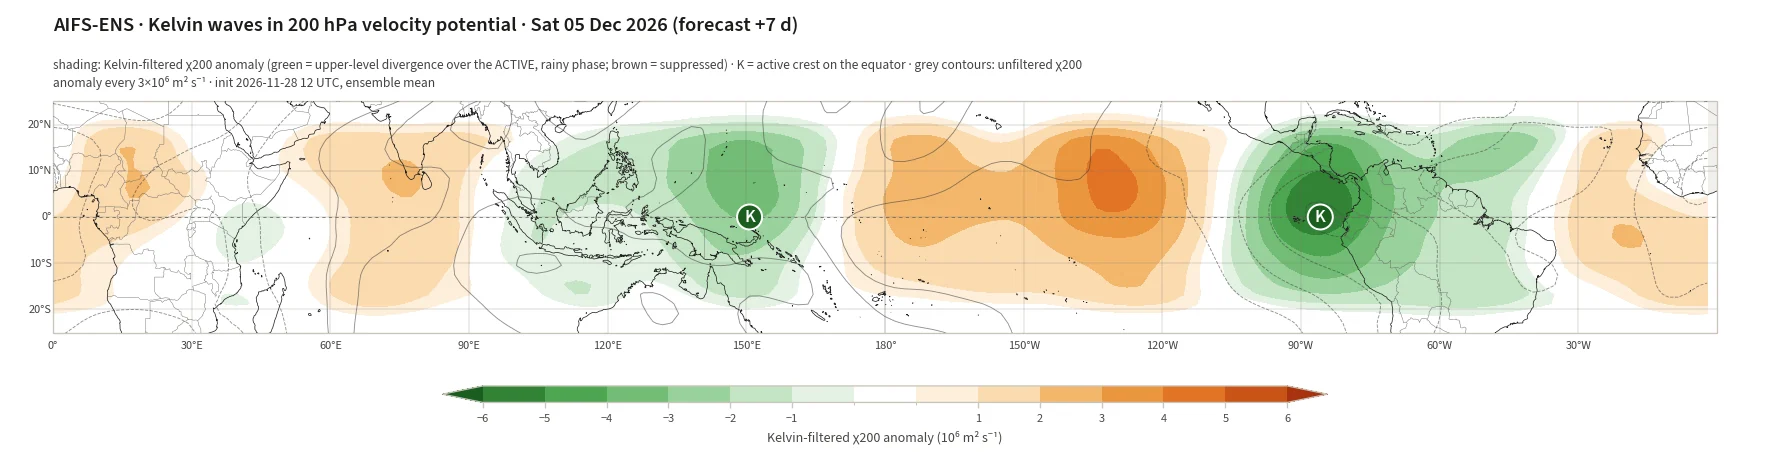 AIFS-ENS · Kelvin waves in 200 hPa velocity potential · Sat 05 Dec 2026 (forecast +7 d)
shading: Kelvin-filtered χ200 anomaly (green = upper-level divergence over the ACTIVE, rainy phase; brown = suppressed) · K = active crest on the equator · grey contours: unfiltered χ200
anomaly every 3×10⁶ m² s⁻¹ · init 2026-11-28 12 UTC, ensemble mean
20°N
10°N
0°
10°S
20°S
K
K
0° 30°E 60°E 90°E 120°E 150°E 180° 150°W 120°W 90°W 60°W 30°W
−6 −5 −4 −3 −2 −1 1 2 3 4 5 6
Kelvin-filtered χ200 anomaly (10⁶ m² s⁻¹)